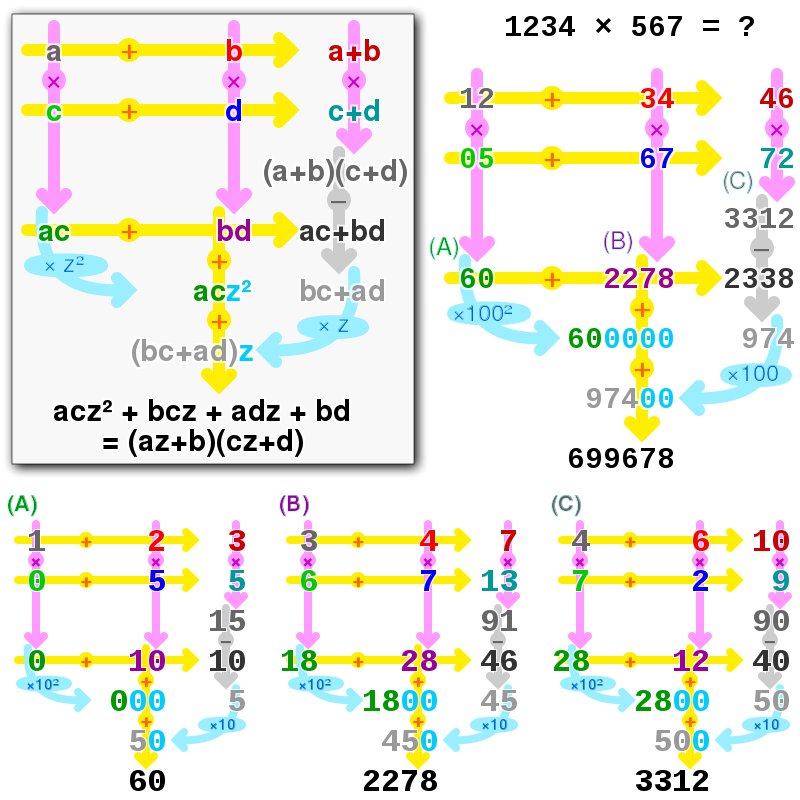 a + b a+b
× × ×
c + d c+d
(a+b)(c+d)
−
ac + bd ac+bd
× z² + bc+ad
acz²
+ × z
(bc+ad)z
acz² + bcz + adz + bd
= (az+b)(cz+d)
1234 × 567 = ?
12 + 34 46
× × ×
05 + 67 72
(C)
3312
(A) (B) −
60 + 2278 2338
×100² +
600000 974
+ ×100
97400
699678
(A)
1 + 2 3
× × ×
0 + 5 5
15
−
0 + 10 10
×10² +
000 5
+ ×10
50
60
(B)
3 + 4 7
× × ×
6 + 7 13
91
−
18 + 28 46
×10² +
1800 45
+ ×10
450
2278
(C)
4 + 6 10
× × ×
7 + 2 9
90
−
28 + 12 40
×10² +
2800 50
+ ×10
500
3312